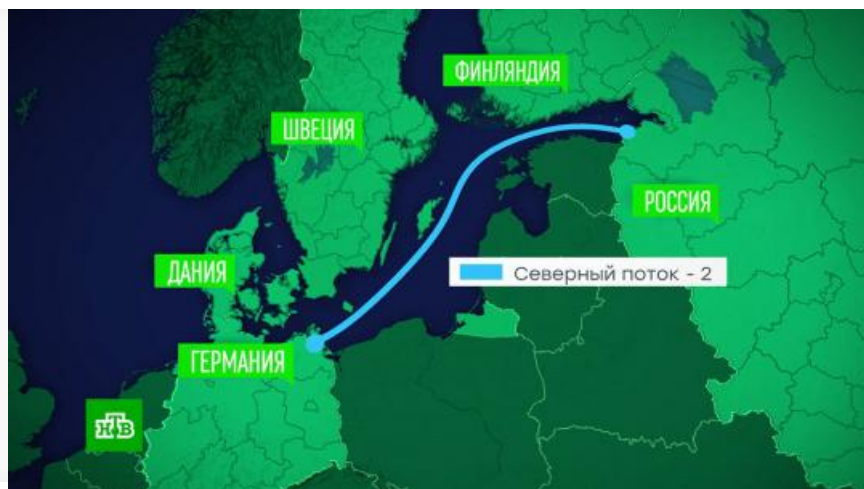 ФИНЛЯНДИЯ
ШВЕЦИЯ
РОССИЯ
ДАНИЯ
Северный поток - 2
ГЕРМАНИЯ
НТВ